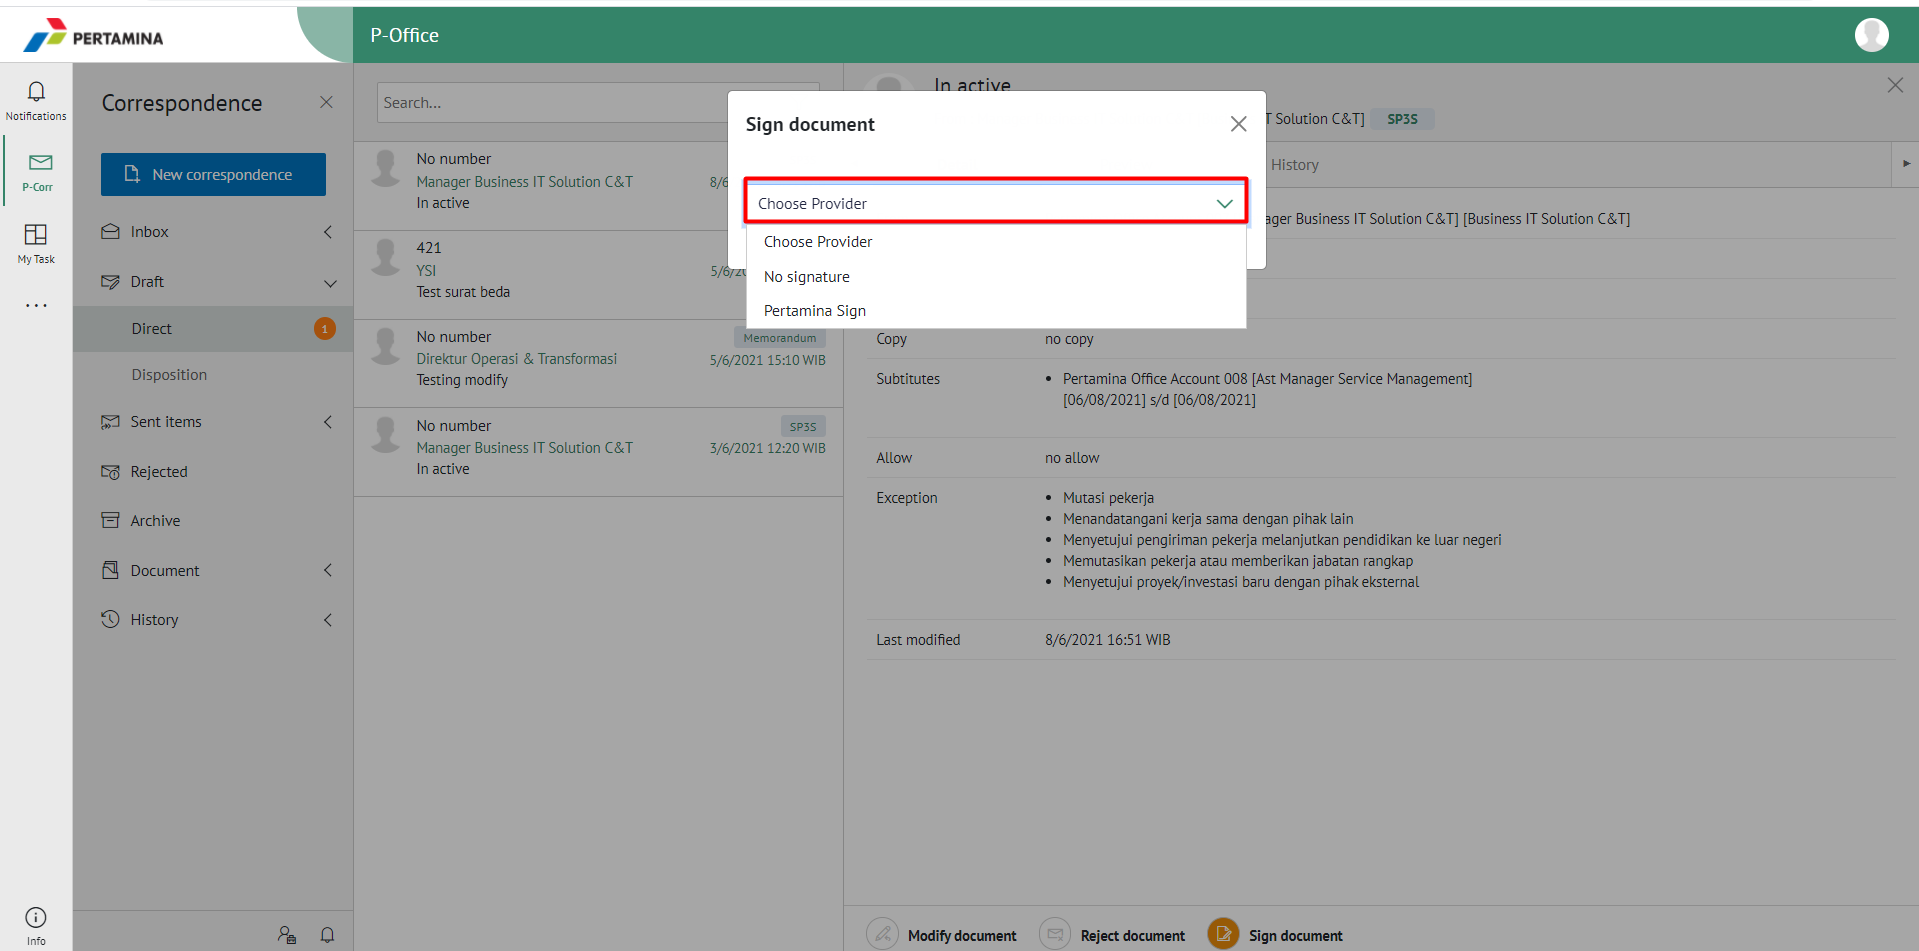 PERTAMINA
P-Office
Notifications
P-Corr
My Task
Info
Correspondence
New correspondence
Inbox
Draft
Direct
1
Disposition
Sent items
Rejected
Archive
Document
History
Search...
No number
Manager Business IT Solution C&T
8/6
In active
421
YSI
5/6/20
Test surat beda
No number
Memorandum
Direktur Operasi & Transformasi
5/6/2021 15:10 WIB
Testing modify
No number
SP3S
Manager Business IT Solution C&T
3/6/2021 12:20 WIB
In active
Sign document
Choose Provider
Choose Provider
No signature
Pertamina Sign
In active
T Solution C&T] SP3S
History
ager Business IT Solution C&T] [Business IT Solution C&T]
Copy no copy
Subtitutes
Pertamina Office Account 008 [Ast Manager Service Management]
[06/08/2021] s/d [06/08/2021]
Allow no allow
Exception
Mutasi pekerja
Menandatangani kerja sama dengan pihak lain
Menyetujui pengiriman pekerja melanjutkan pendidikan ke luar negeri
Memutasikan pekerja atau memberikan jabatan rangkap
Menyetujui proyek/investasi baru dengan pihak eksternal
Last modified 8/6/2021 16:51 WIB
Modify document Reject document Sign document